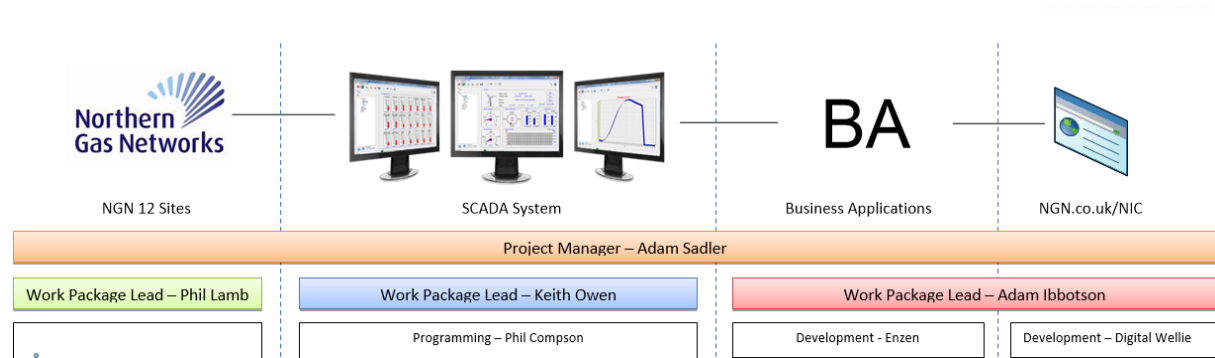 Northern
Gas Networks
BA
NGN 12 Sites
SCADA System
Business Applications
NGN.co.uk/NIC
Project Manager – Adam Sadler
Work Package Lead – Phil Lamb
Work Package Lead – Keith Owen
Work Package Lead – Adam Ibbotson
Programming – Phil Compson
Development - Enzen
Development – Digital Wellie